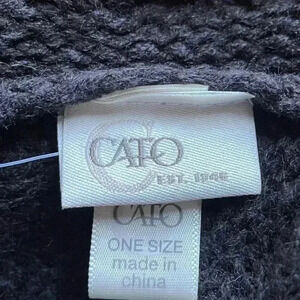 CATO
EST. 1946
CATO
ONE SIZE
made in
china